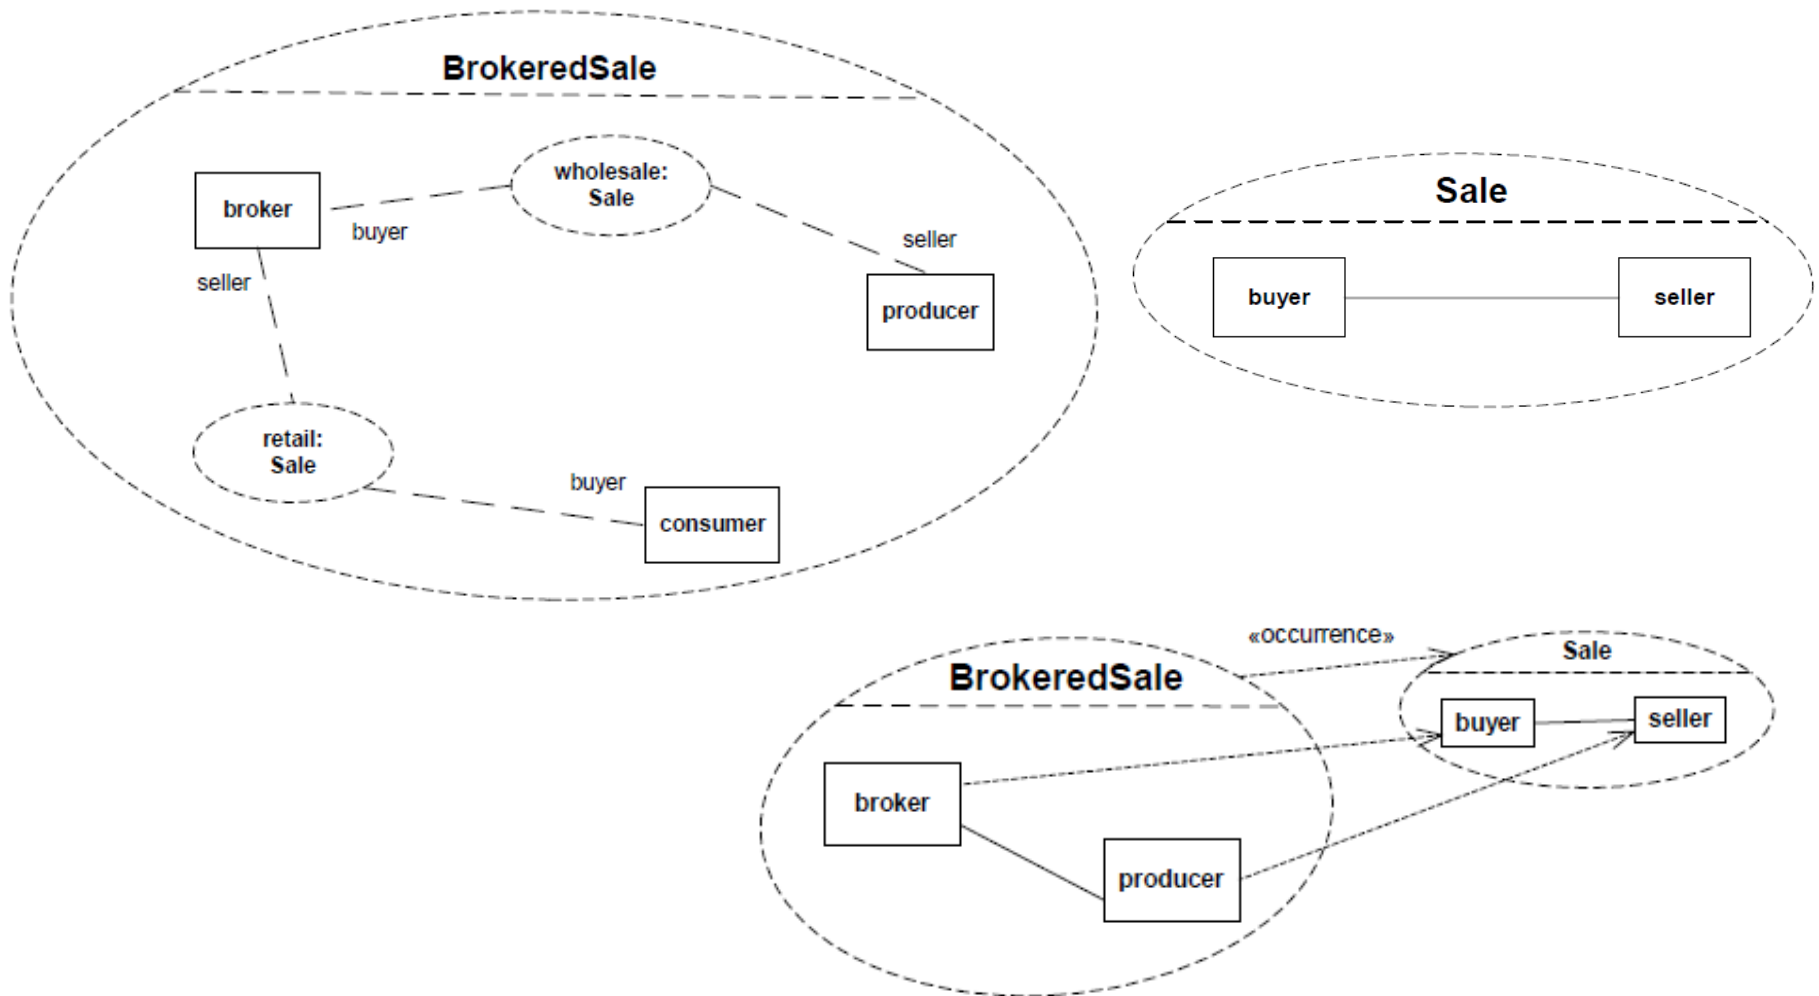 BrokeredSale
wholesale:
Sale
broker
buyer
seller
seller
producer
retail:
Sale
buyer
consumer
Sale
buyer
seller
«occurrence»
Sale
BrokeredSale
buyer
seller
broker
producer